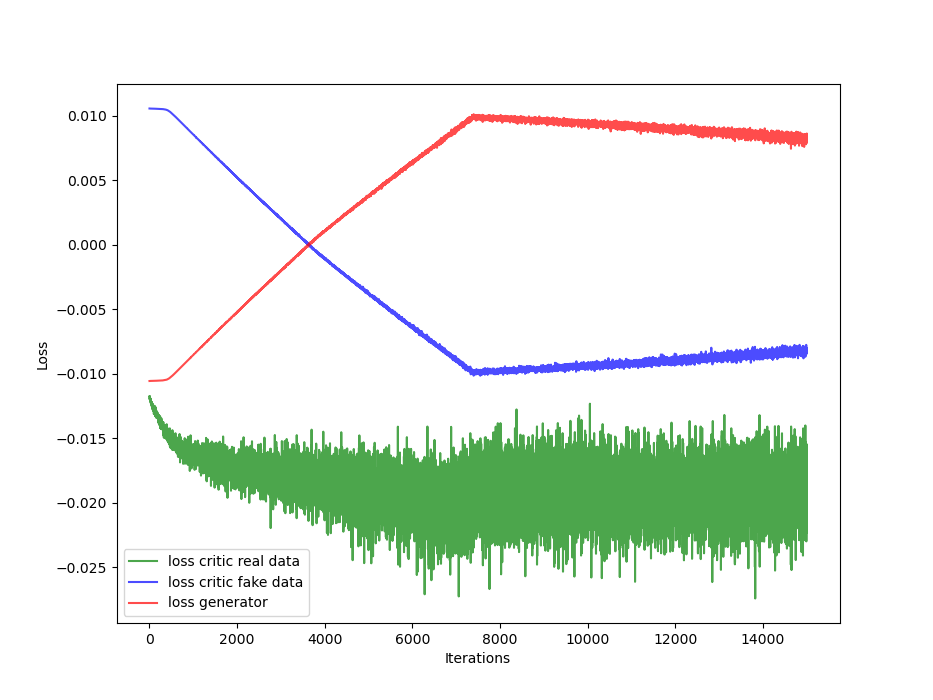 0.010
0.005
0.000
−0.005
−0.010
−0.015
−0.020
−0.025
Loss
loss critic real data
loss critic fake data
loss generator
0 2000 4000 6000 8000 10000 12000 14000
Iterations